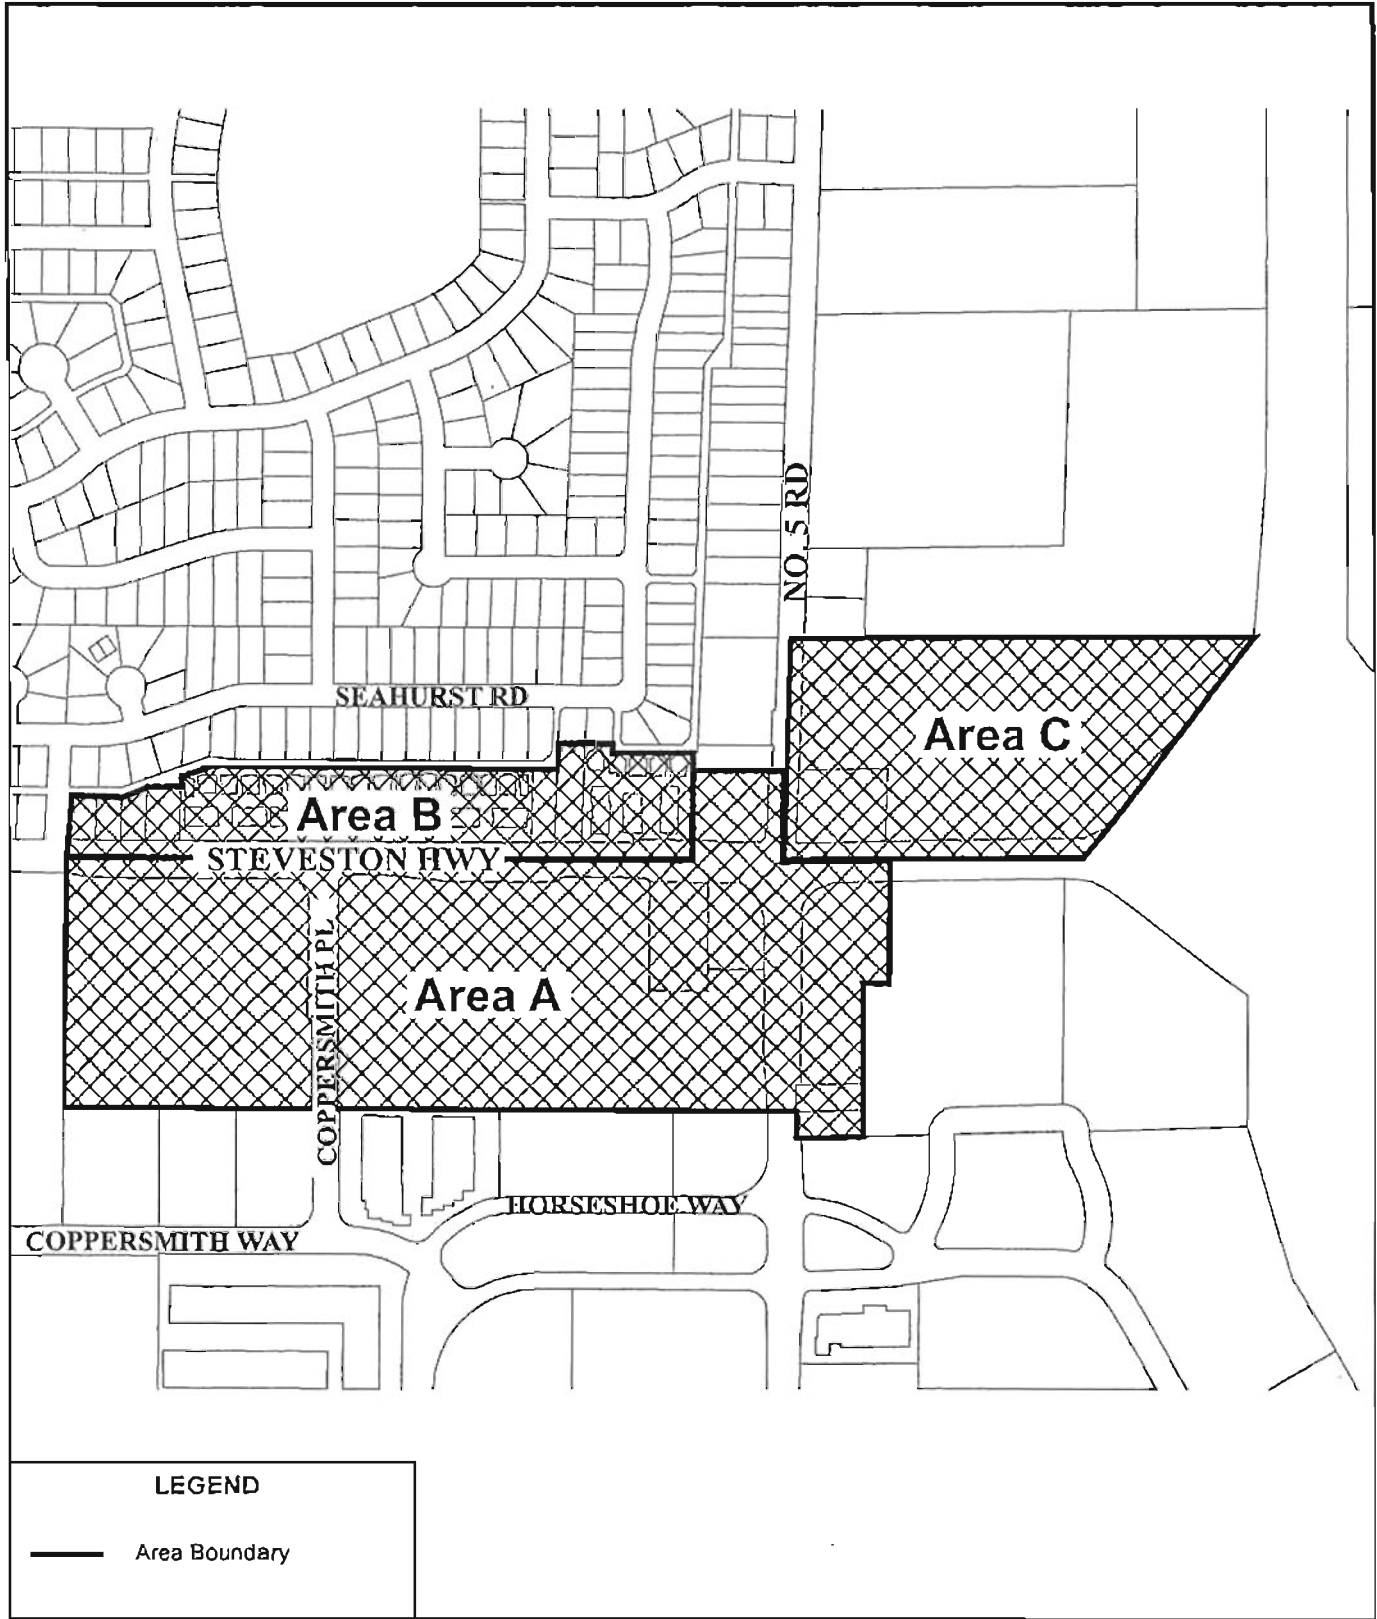 NO. 5 RD
SEAHURST RD
Area C
Area B
STEVESTON HWY
COPPERSMITH PL
Area A
HORSESHOE WAY
COPPERSMITH WAY
LEGEND
Area Boundary